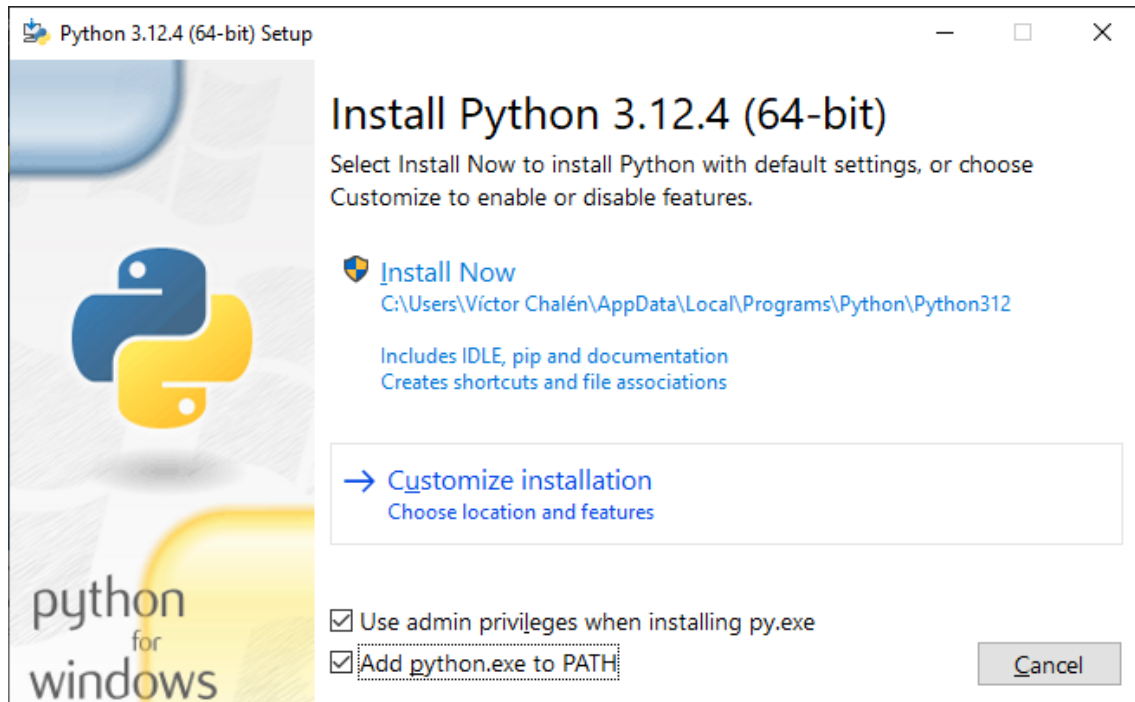 Python 3.12.4 (64-bit) Setup
Install Python 3.12.4 (64-bit)
Select Install Now to install Python with default settings, or choose
Customize to enable or disable features.
Install Now
C:\Users\Víctor Chalén\AppData\Local\Programs\Python\Python312
Includes IDLE, pip and documentation
Creates shortcuts and file associations
Customize installation
Choose location and features
python
for
windows
Use admin privileges when installing py.exe
Add python.exe to PATH
Cancel